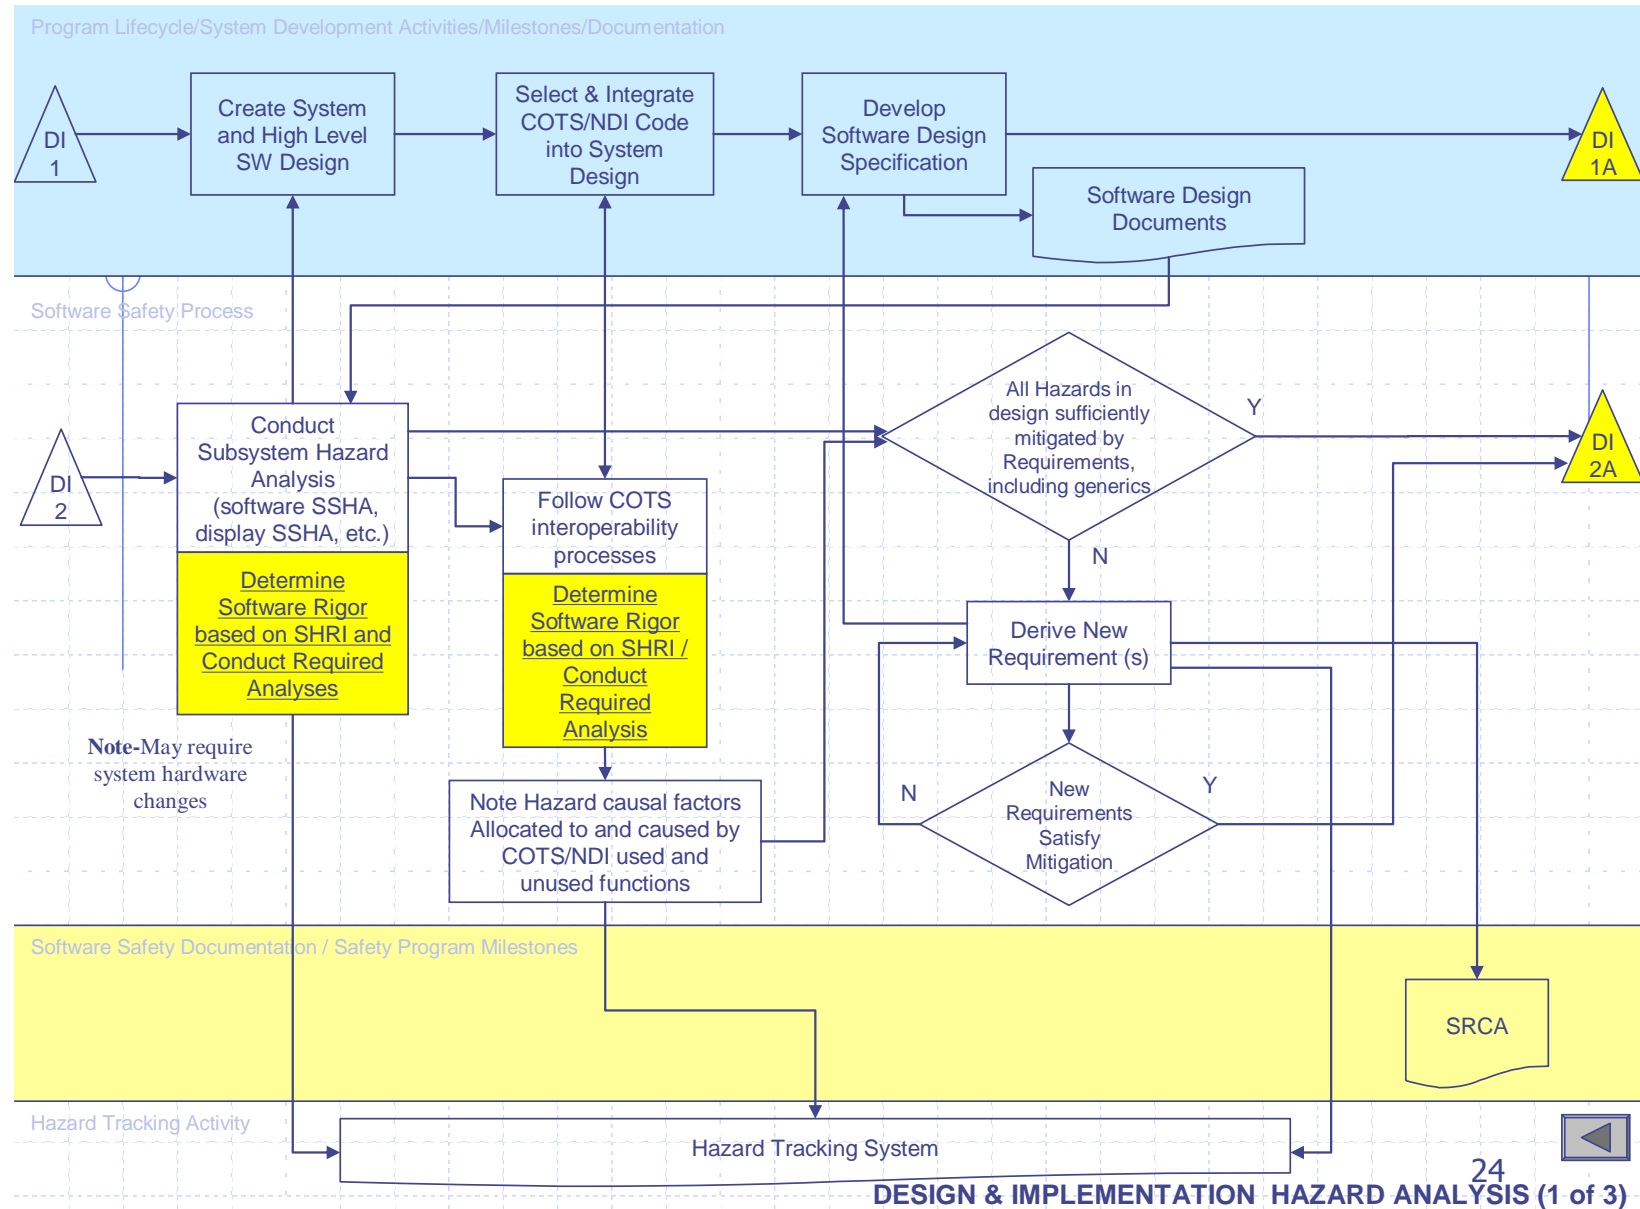 Program Lifecycle/System Development Activities/Milestones/Documentation
DI
1
Create System
and High Level
SW Design
Select & Integrate
COTS/NDI Code
into System
Design
Develop
Software Design
Specification
DI
1A
Software Design
Documents
Software Safety Process
DI
2
Conduct
Subsystem Hazard
Analysis
(software SSHA,
display SSHA, etc.)
Determine
Software Rigor
based on SHRI and
Conduct Required
Analyses
Note-May require
system hardware
changes
Follow COTS
interoperability
processes
Determine
Software Rigor
based on SHRI /
Conduct
Required
Analysis
Note Hazard causal factors
Allocated to and caused by
COTS/NDI used and
unused functions
All Hazards in
design sufficiently
mitigated by
Requirements,
including generics
Y
N
DI
2A
Derive New
Requirement (s)
New
Requirements
Satisfy
Mitigation
N
Y
Software Safety Documentation / Safety Program Milestones
SRCA
Hazard Tracking Activity
Hazard Tracking System
24
DESIGN & IMPLEMENTATION HAZARD ANALYSIS (1 of 3)